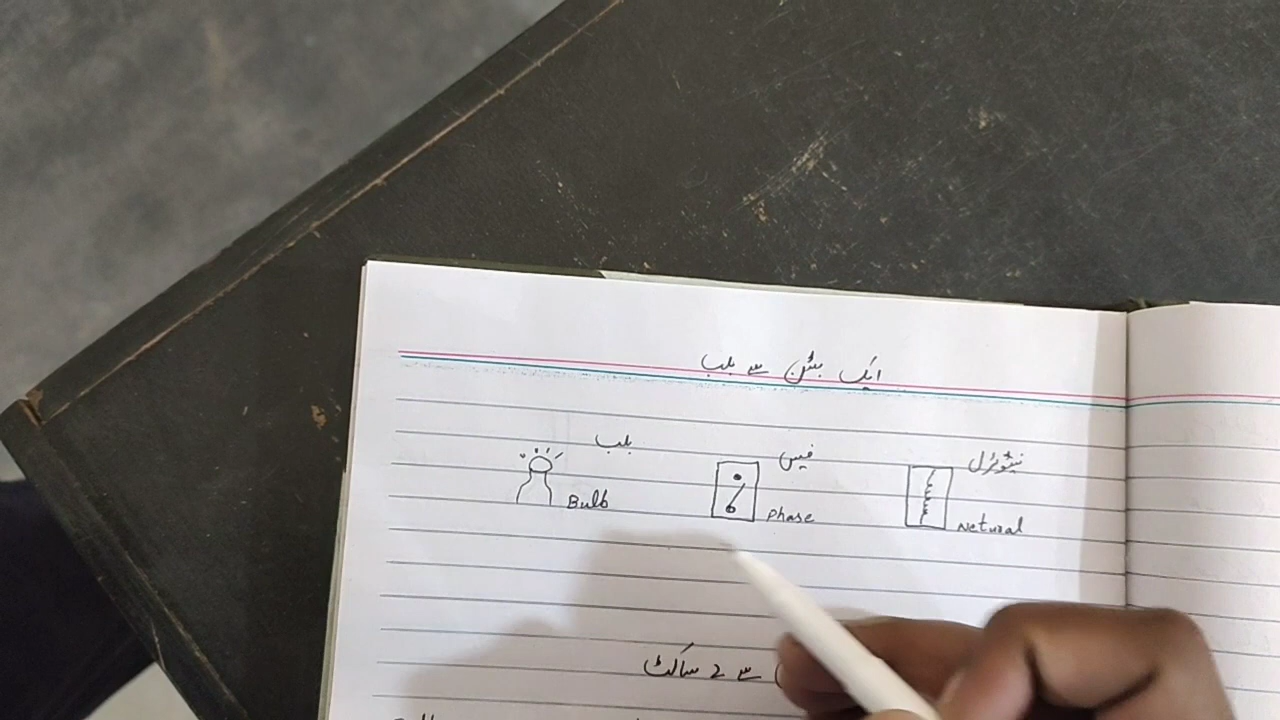 ایک بٹن سے بلب
نیوٹرل فیس بلب
Bulb Phase Netural
سے 2 ساکٹ